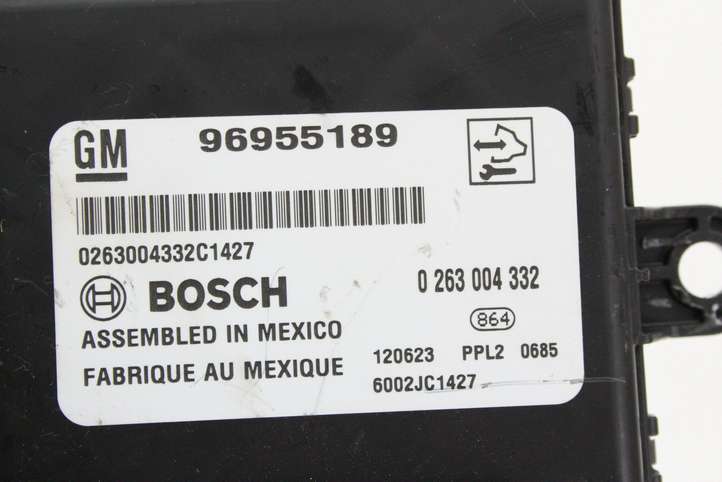 GM 96955189
0263004332C1427
BOSCH 0 263 004 332
ASSEMBLED IN MEXICO 864
FABRIQUE AU MEXIQUE 120623 PPL2 0685
6002JC1427